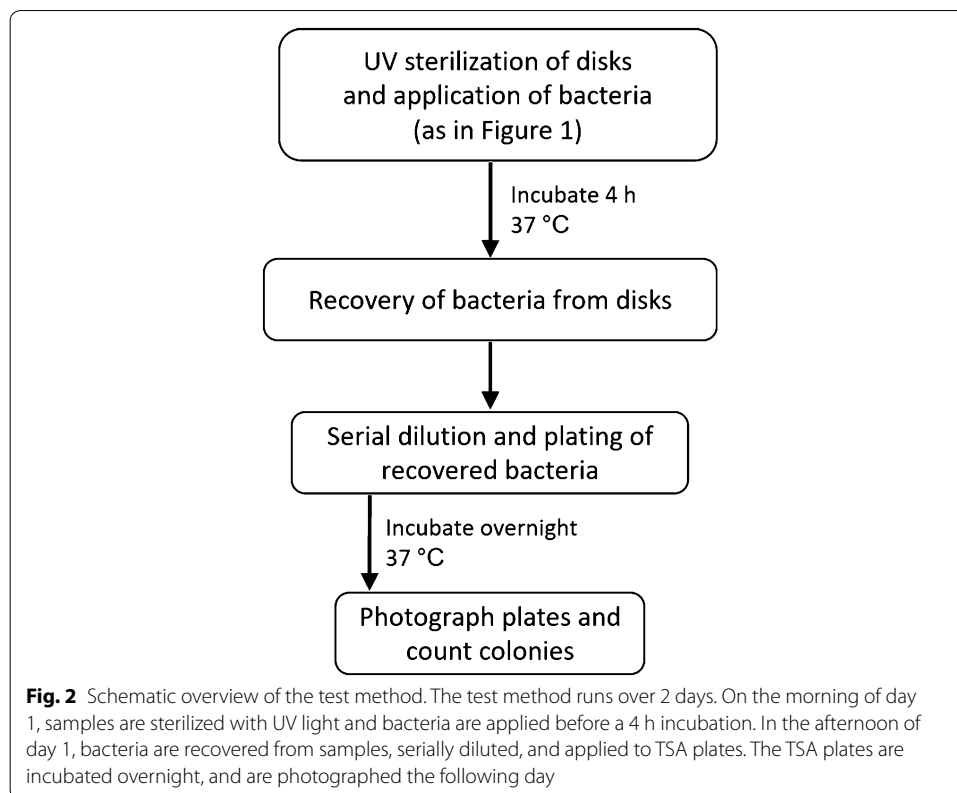 UV sterilization of disks
and application of bacteria
(as in Figure 1)
Incubate 4 h
37 °C
Recovery of bacteria from disks
Serial dilution and plating of
recovered bacteria
Incubate overnight
37 °C
Photograph plates and
count colonies
Fig. 2 Schematic overview of the test method. The test method runs over 2 days. On the morning of day
1, samples are sterilized with UV light and bacteria are applied before a 4 h incubation. In the afternoon of
day 1, bacteria are recovered from samples, serially diluted, and applied to TSA plates. The TSA plates are
incubated overnight, and are photographed the following day